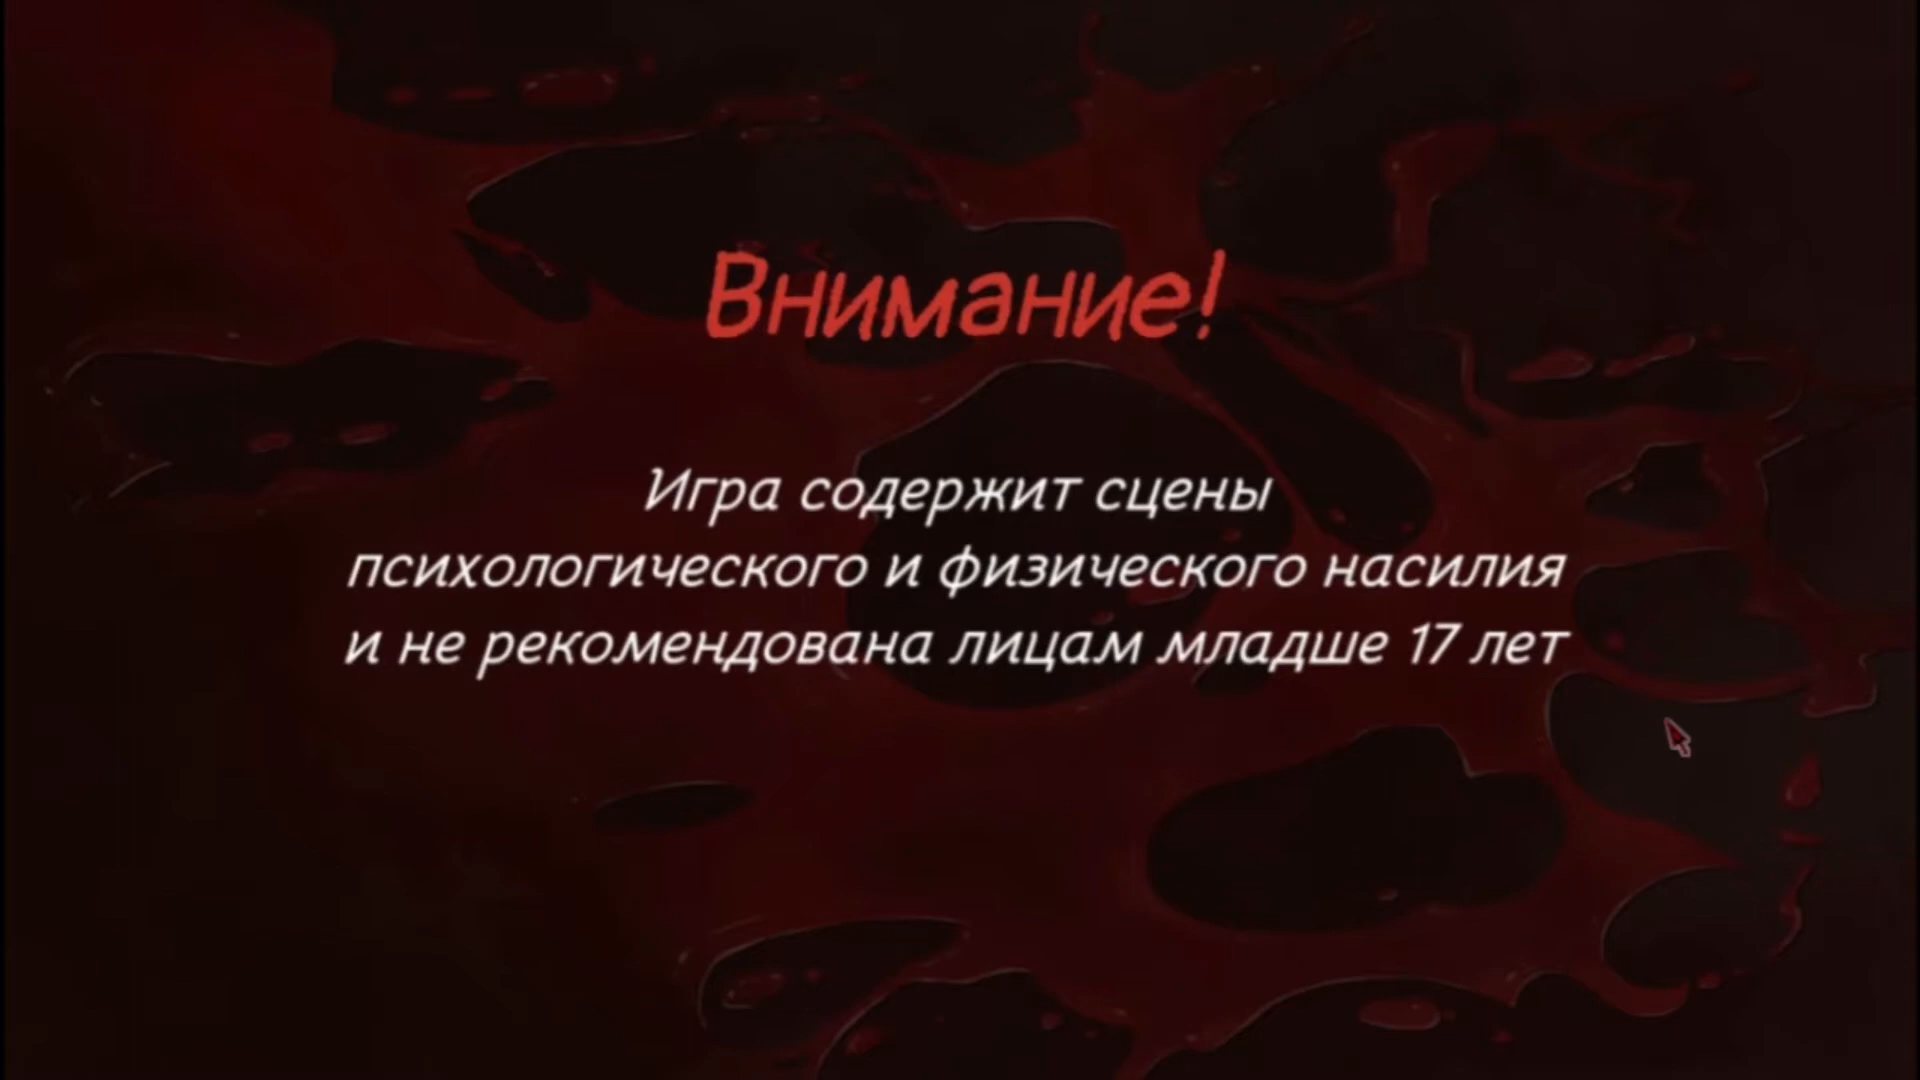 Внимание!
Игра содержит сцены
психологического и физического насилия
и не рекомендована лицам младше 17 лет